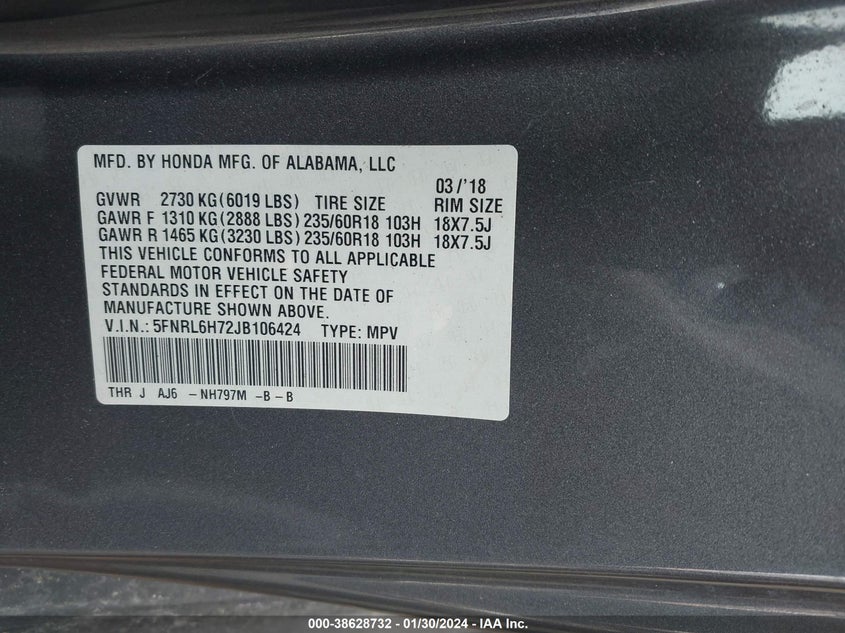 MFD. BY HONDA MFG. OF ALABAMA, LLC
03/'18
GVWR 2730 KG(6019 LBS) TIRE SIZE RIM SIZE
GAWR F 1310 KG(2888 LBS) 235/60R18 103H 18X7.5J
GAWR R 1465 KG(3230 LBS) 235/60R18 103H 18X7.5J
THIS VEHICLE CONFORMS TO ALL APPLICABLE
FEDERAL MOTOR VEHICLE SAFETY
STANDARDS IN EFFECT ON THE DATE OF
MANUFACTURE SHOWN ABOVE.
V.I.N.: 5FNRL6H72JB106424 TYPE: MPV
THR J AJ6 -NH797M -B-B
000-38628732 - 01/30/2024 - IAA Inc.